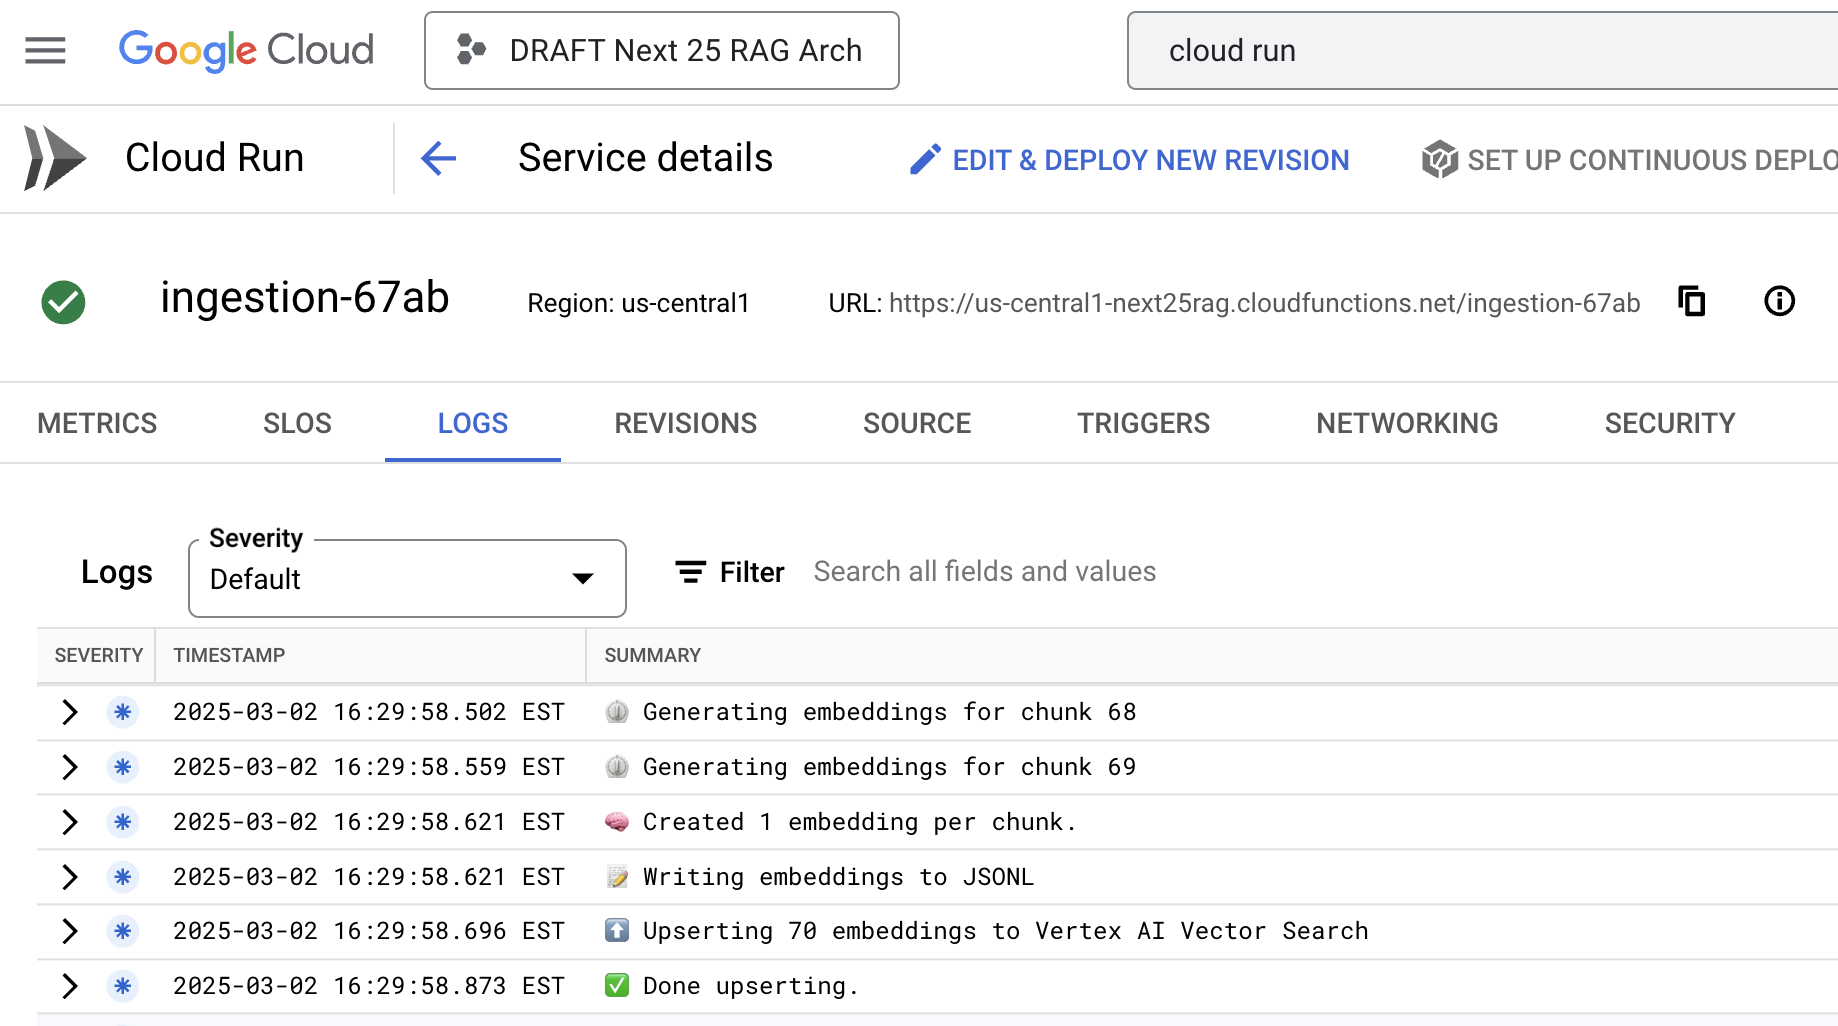 Google Cloud
DRAFT Next 25 RAG Arch
cloud run
Cloud Run
Service details
EDIT & DEPLOY NEW REVISION
SET UP CONTINUOUS DEPLO
ingestion-67ab
Region: us-central1
URL: https://us-central1-next25rag.cloudfunctions.net/ingestion-67ab
METRICS SLOS LOGS REVISIONS SOURCE TRIGGERS NETWORKING SECURITY
Logs
Severity
Default
Filter
Search all fields and values
SEVERITY TIMESTAMP SUMMARY
2025-03-02 16:29:58.502 EST Generating embeddings for chunk 68
2025-03-02 16:29:58.559 EST Generating embeddings for chunk 69
2025-03-02 16:29:58.621 EST 🧠 Created 1 embedding per chunk.
2025-03-02 16:29:58.621 EST 📝 Writing embeddings to JSONL
2025-03-02 16:29:58.696 EST ⬆️ Upserting 70 embeddings to Vertex AI Vector Search
2025-03-02 16:29:58.873 EST ✅ Done upserting.